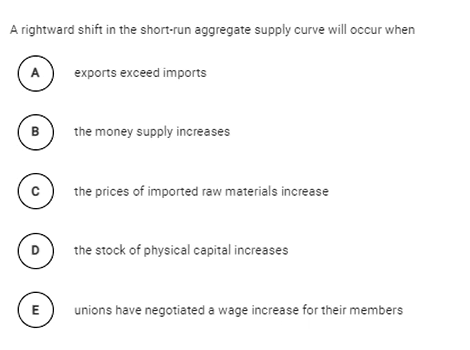 A rightward shift in the short-run aggregate supply curve will occur when
A exports exceed imports
B the money supply increases
C the prices of imported raw materials increase
D the stock of physical capital increases
E unions have negotiated a wage increase for their members